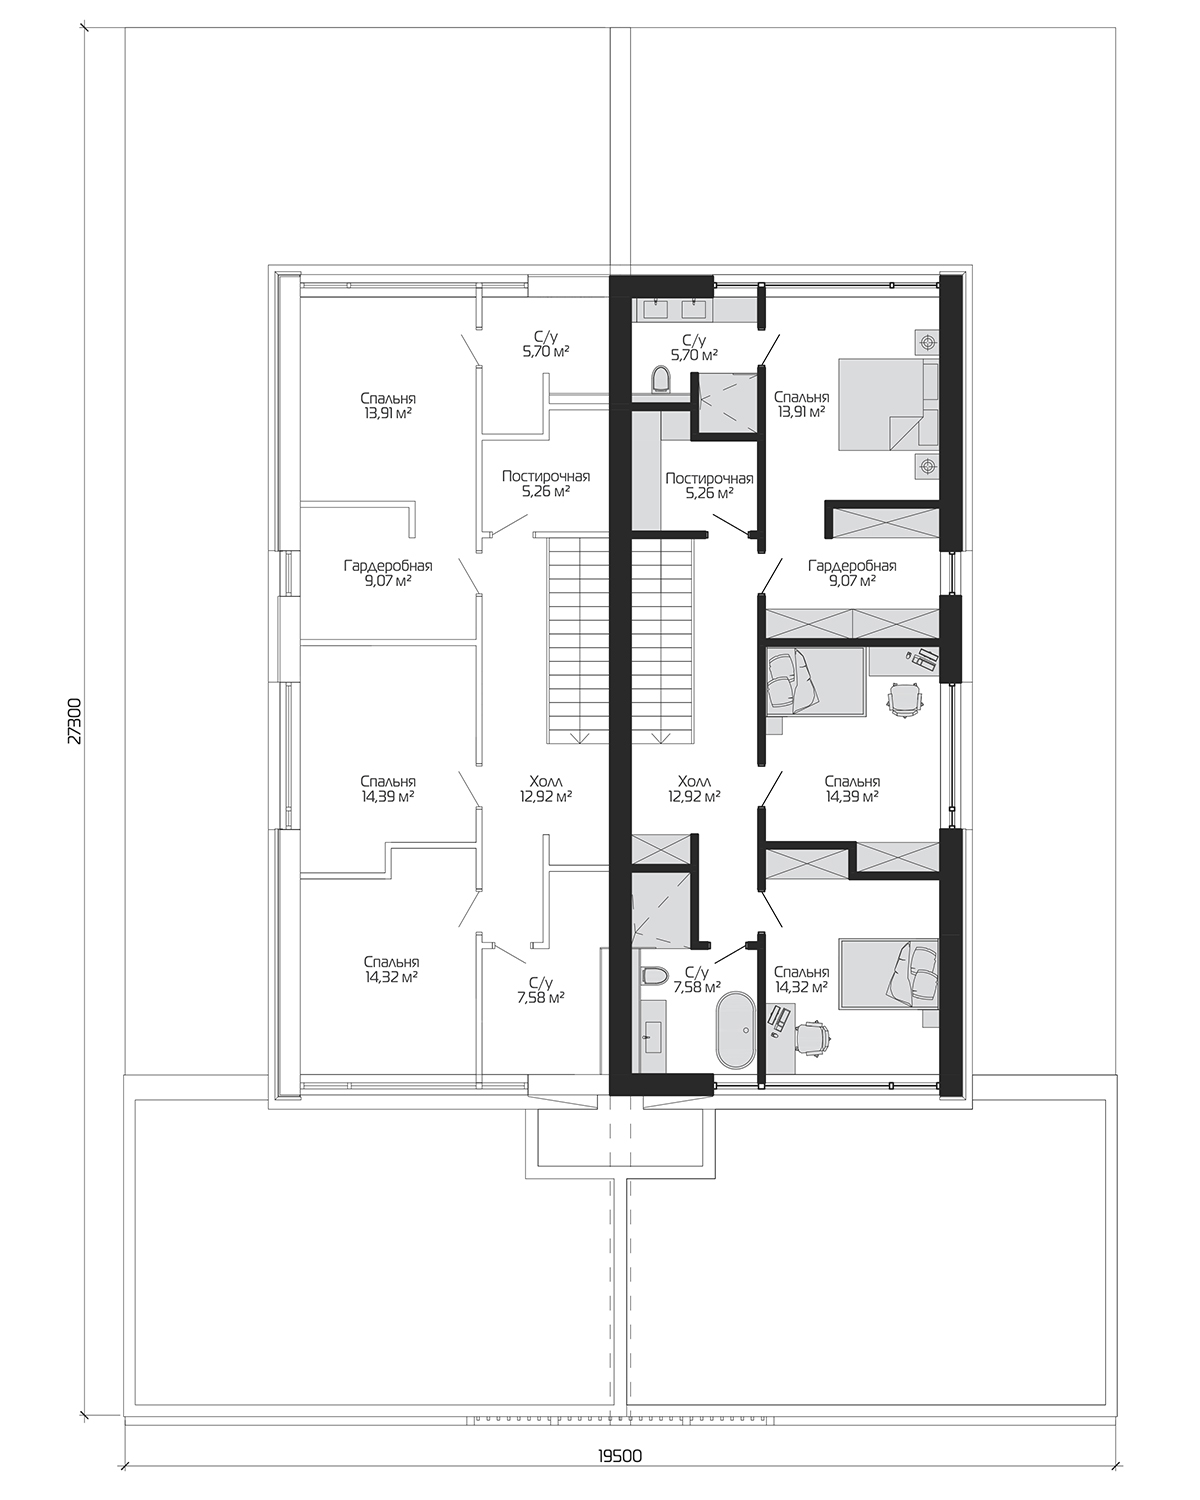 С/у
5,70 м²
С/у
5,70 м²
Спальня
13,91 м²
Спальня
13,91 м²
Постирочная
5,26 м²
Постирочная
5,26 м²
Гардеробная
9,07 м²
Гардеробная
9,07 м²
27300
Спальня
14,39 м²
Холл
12,92 м²
Холл
12,92 м²
Спальня
14,39 м²
Спальня
14,32 м²
С/у
7,58 м²
С/у
7,58 м²
Спальня
14,32 м²
19500